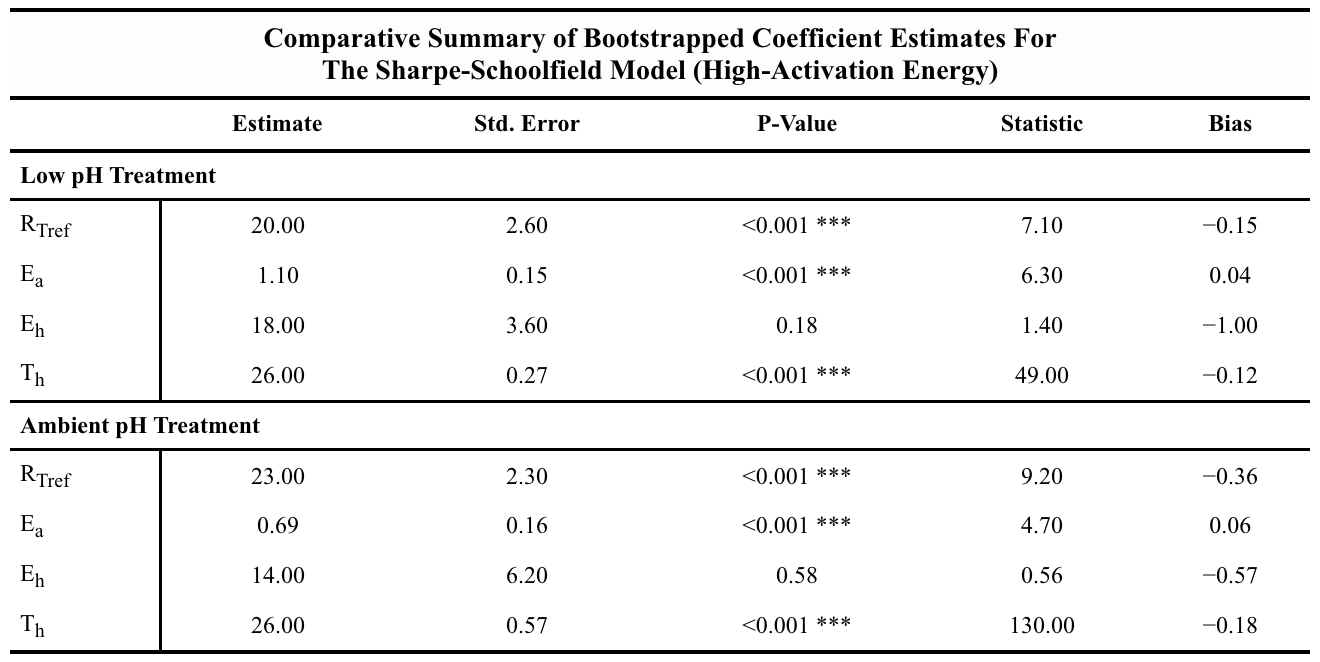 Comparative Summary of Bootstrapped Coefficient Estimates For
The Sharpe-Schoolfield Model (High-Activation Energy)
Estimate Std. Error P-Value Statistic Bias
Low pH Treatment
R_Tref 20.00 2.60 <0.001 *** 7.10 −0.15
E_a 1.10 0.15 <0.001 *** 6.30 0.04
E_h 18.00 3.60 0.18 1.40 −1.00
T_h 26.00 0.27 <0.001 *** 49.00 −0.12
Ambient pH Treatment
R_Tref 23.00 2.30 <0.001 *** 9.20 −0.36
E_a 0.69 0.16 <0.001 *** 4.70 0.06
E_h 14.00 6.20 0.58 0.56 −0.57
T_h 26.00 0.57 <0.001 *** 130.00 −0.18